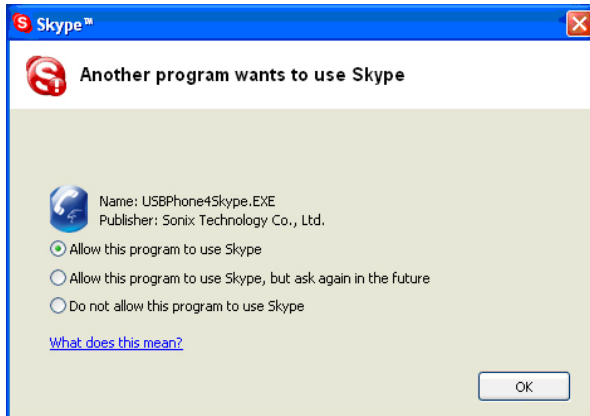 Skype™
Another program wants to use Skype
Name: USBPhone4Skype.EXE
Publisher: Sonix Technology Co., Ltd.
Allow this program to use Skype
Allow this program to use Skype, but ask again in the future
Do not allow this program to use Skype
What does this mean?
OK